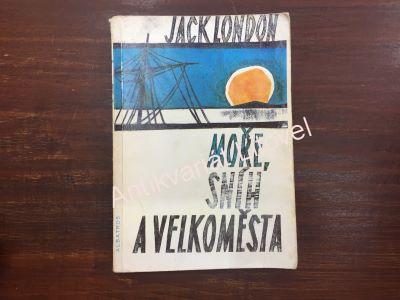 JACK LONDON
MOŘE,
SNÍH
A VELKOMĚSTA
ALBATROS